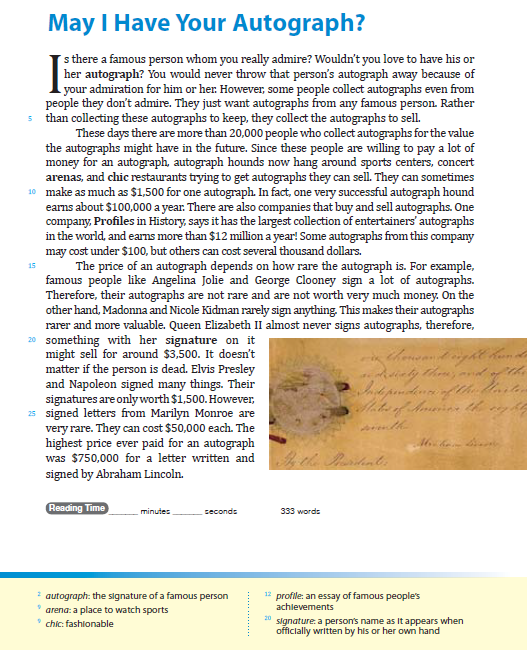 May I Have Your Autograph?
Is there a famous person whom you really admire? Wouldn't you love to have his or
her autograph? You would never throw that person's autograph away because of
your admiration for him or her. However, some people collect autographs even from
people they don't admire. They just want autographs from any famous person. Rather
5 than collecting these autographs to keep, they collect the autographs to sell.
These days there are more than 20,000 people who collect autographs for the value
the autographs might have in the future. Since these people are willing to pay a lot of
money for an autograph, autograph hounds now hang around sports centers, concert
arenas, and chic restaurants trying to get autographs they can sell. They can sometimes
10 make as much as $1,500 for one autograph. In fact, one very successful autograph hound
earns about $100,000 a year. There are also companies that buy and sell autographs. One
company, Profiles in History, says it has the largest collection of entertainers' autographs
in the world, and earns more than $12 million a year! Some autographs from this company
may cost under $100, but others can cost several thousand dollars.
15 The price of an autograph depends on how rare the autograph is. For example,
famous people like Angelina Jolie and George Clooney sign a lot of autographs.
Therefore, their autographs are not rare and are not worth very much money. On the
other hand, Madonna and Nicole Kidman rarely sign anything. This makes their autographs
rarer and more valuable. Queen Elizabeth II almost never signs autographs, therefore,
20 something with her signature on it
might sell for around $3,500. It doesn't
matter if the person is dead. Elvis Presley
and Napoleon signed many things. Their
signatures are only worth $1,500. However,
25 signed letters from Marilyn Monroe are
very rare. They can cost $50,000 each. The
highest price ever paid for an autograph
was $750,000 for a letter written and
signed by Abraham Lincoln.
one thousand eight hund
and sixty three, and of the
Independence of the United
States of America the eighty
seventh
Abraham Lincoln
By the President:
Reading Time ______ minutes ______ seconds 333 words
2 autograph: the signature of a famous person
9 arena: a place to watch sports
9 chic: fashionable
12 profile: an essay of famous people's
achievements
20 signature: a person's name as it appears when
officially written by his or her own hand